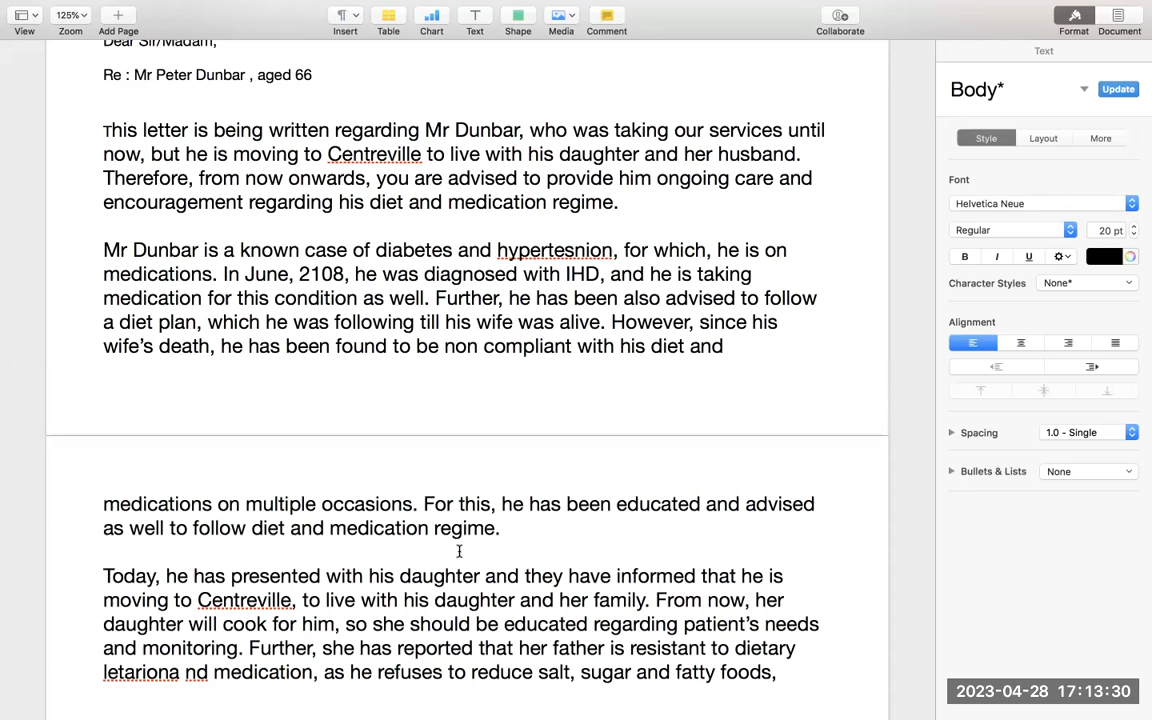 View
125%
Zoom
Add Page
Insert
Table
Chart
Text
Shape
Media
Comment
Collaborate
Format
Document
Dear Sir/Madam,
Re : Mr Peter Dunbar , aged 66
This letter is being written regarding Mr Dunbar, who was taking our services until
now, but he is moving to Centreville to live with his daughter and her husband.
Therefore, from now onwards, you are advised to provide him ongoing care and
encouragement regarding his diet and medication regime.
Mr Dunbar is a known case of diabetes and hypertesnion, for which, he is on
medications. In June, 2108, he was diagnosed with IHD, and he is taking
medication for this condition as well. Further, he has been also advised to follow
a diet plan, which he was following till his wife was alive. However, since his
wife’s death, he has been found to be non compliant with his diet and
medications on multiple occasions. For this, he has been educated and advised
as well to follow diet and medication regime.
Today, he has presented with his daughter and they have informed that he is
moving to Centreville, to live with his daughter and her family. From now, her
daughter will cook for him, so she should be educated regarding patient’s needs
and monitoring. Further, she has reported that her father is resistant to dietary
letariona nd medication, as he refuses to reduce salt, sugar and fatty foods,
Text
Body*
Update
Style
Layout
More
Font
Helvetica Neue
Regular
20 pt
B
I
U
Character Styles
None*
Alignment
Spacing
1.0 - Single
Bullets & Lists
None
2023-04-28 17:13:30